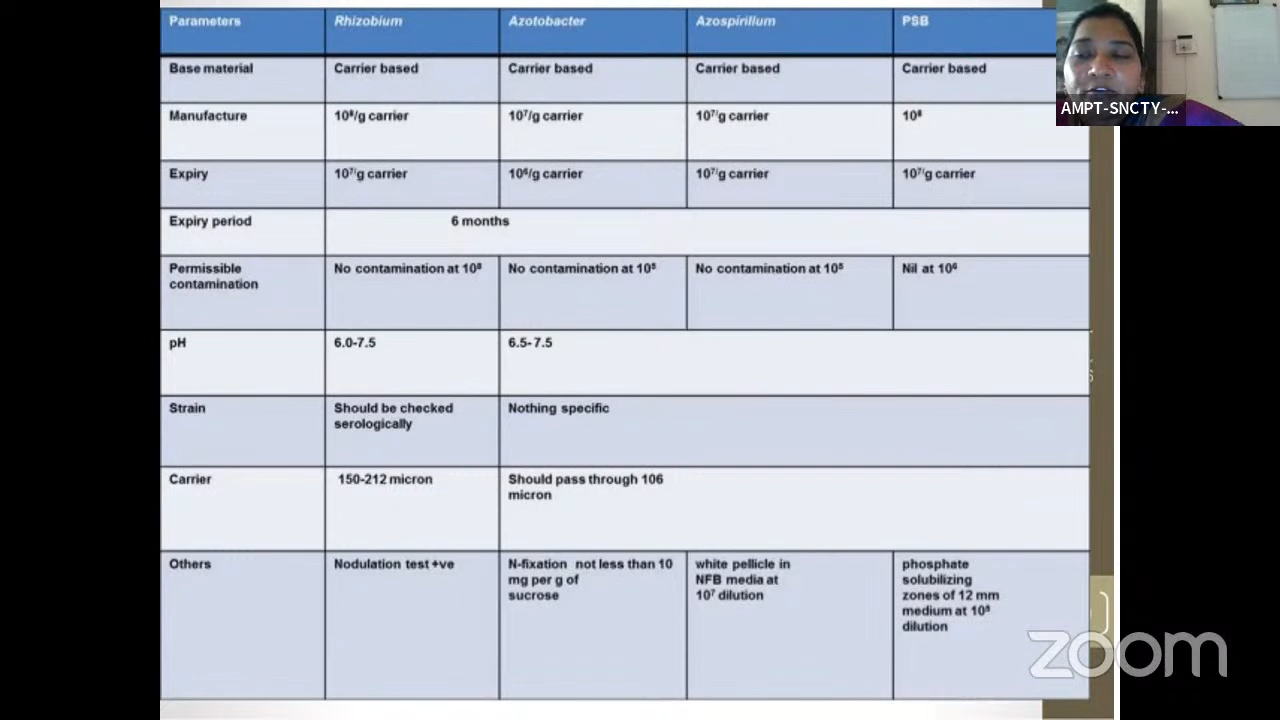 Parameters Rhizobium Azotobacter Azospirillum PSB
Base material Carrier based Carrier based Carrier based Carrier based
Manufacture 10⁸/g carrier 10⁷/g carrier 10⁷/g carrier 10⁸
Expiry 10⁷/g carrier 10⁶/g carrier 10⁷/g carrier 10⁷/g carrier
Expiry period 6 months
Permissible No contamination at 10⁸ No contamination at 10⁵ No contamination at 10⁵ Nil at 10⁶
contamination
pH 6.0-7.5 6.5-7.5
Strain Should be checked Nothing specific
serologically
Carrier 150-212 micron Should pass through 106
micron
Others Nodulation test +ve N-fixation not less than 10 white pellicle in phosphate
mg per g of NFB media at solubilizing
sucrose 10⁷ dilution zones of 12 mm
medium at 10⁵
dilution
AMPT-SNCTY-...
zoom